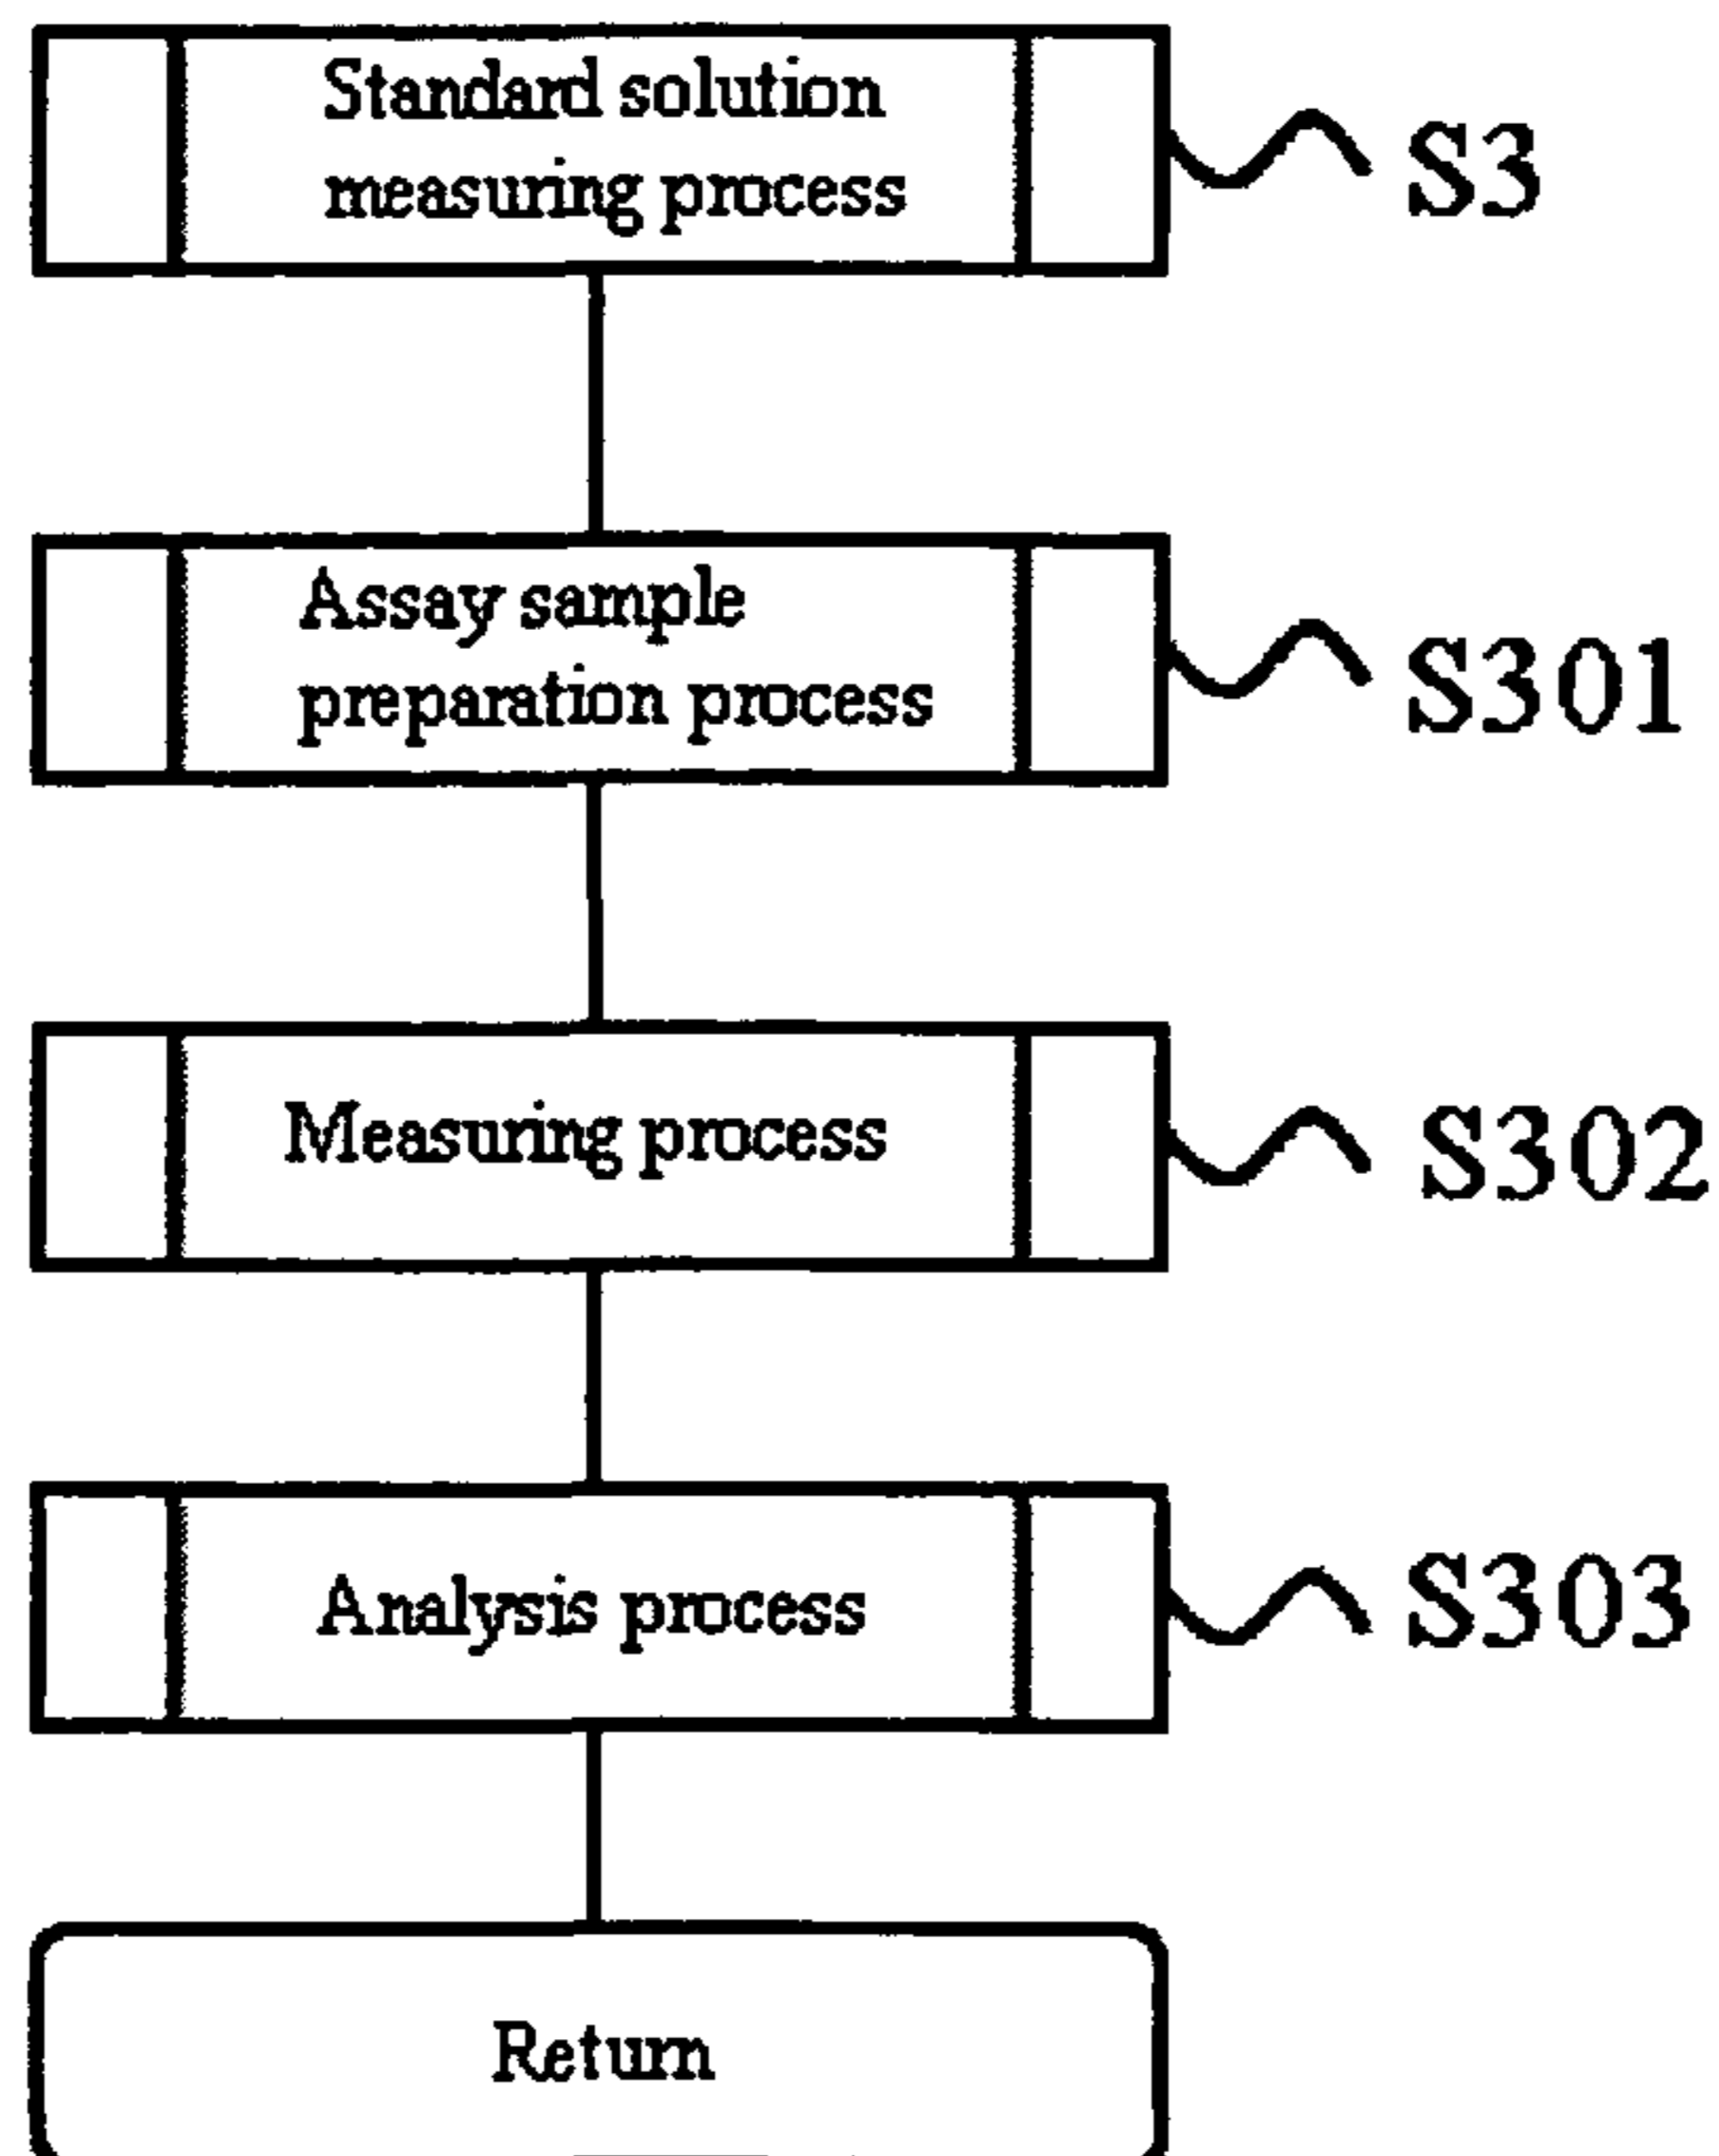 Standard solution
measuring process
S3
Assay sample
preparation process
S301
Measuring process
S302
Analysis process
S303
Return